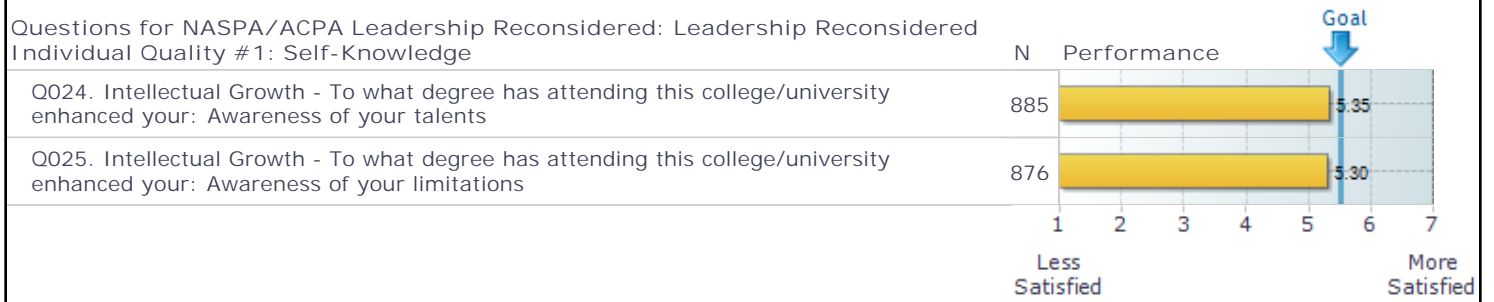 Goal
Questions for NASPA/ACPA Leadership Reconsidered: Leadership Reconsidered
Individual Quality #1: Self-Knowledge
N Performance
Q024. Intellectual Growth - To what degree has attending this college/university
enhanced your: Awareness of your talents
885
5.35
Q025. Intellectual Growth - To what degree has attending this college/university
enhanced your: Awareness of your limitations
876
5.30
1 2 3 4 5 6 7
Less
Satisfied
More
Satisfied